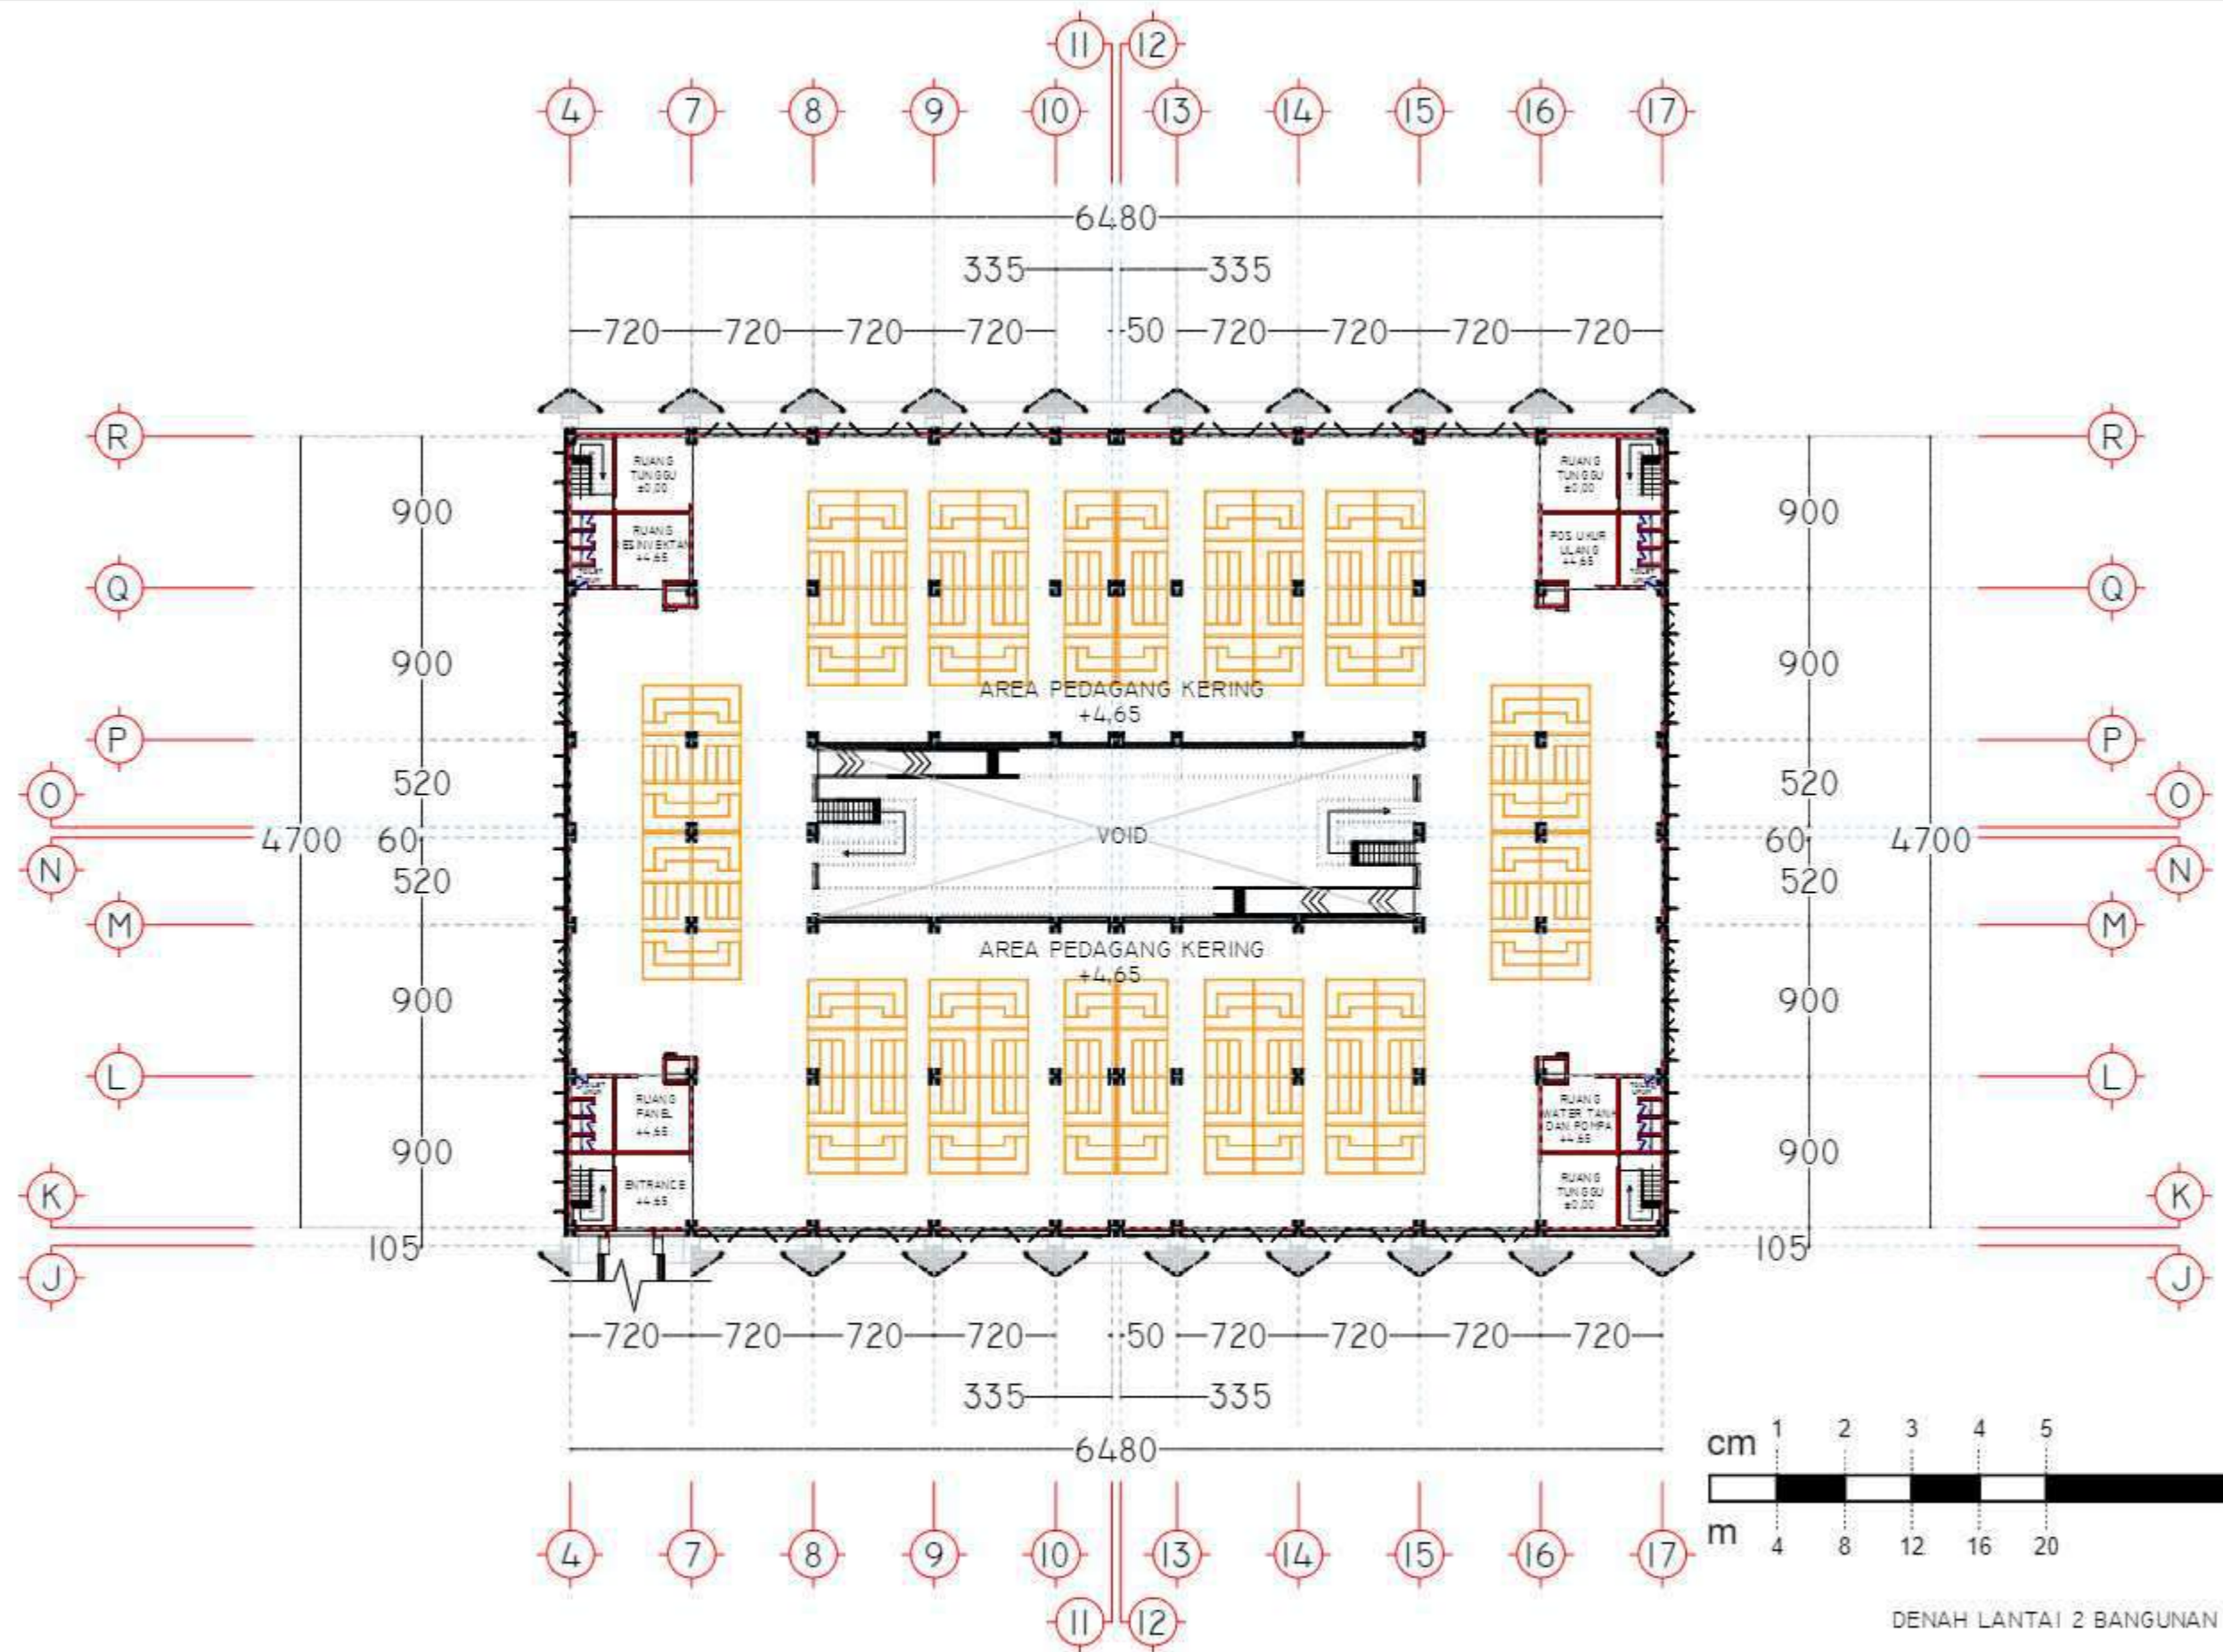 11 12
4 7 8 9 10 13 14 15 16 17
6480
335 335
720 720 720 720 50 720 720 720 720
R R
RUANG TUNGGU ±0,00
RUANG TUNGGU ±0,00
900 900
RUANG +4,65
POS UKUR ULANG +4,65
Q Q
900 900
AREA PEDAGANG KERING
+4,65
P P
520 520
O O
4700 60 VOID 60 4700
N N
520 520
M M
AREA PEDAGANG KERING
+4,65
900 900
L L
RUANG PANEL +4,65
RUANG WATER TANK DAN POMPA +4,65
900 900
ENTRANCE +4,65
RUANG TUNGGU ±0,00
K K
105 105
J J
720 720 720 720 50 720 720 720 720
335 335
6480
cm 1 2 3 4 5
m 4 8 12 16 20
4 7 8 9 10 13 14 15 16 17
11 12
DENAH LANTAI 2 BANGUNAN